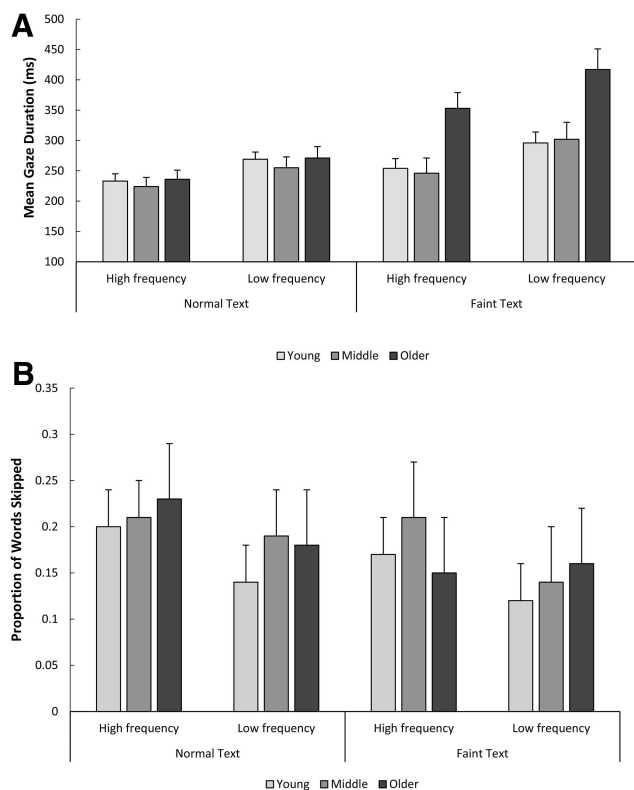 A
Mean Gaze Duration (ms)
500
450
400
350
300
250
200
150
100
High frequency Low frequency High frequency Low frequency
Normal Text Faint Text
Young Middle Older
B
Proportion of Words Skipped
0.35
0.3
0.25
0.2
0.15
0.1
0.05
0
High frequency Low frequency High frequency Low frequency
Normal Text Faint Text
Young Middle Older